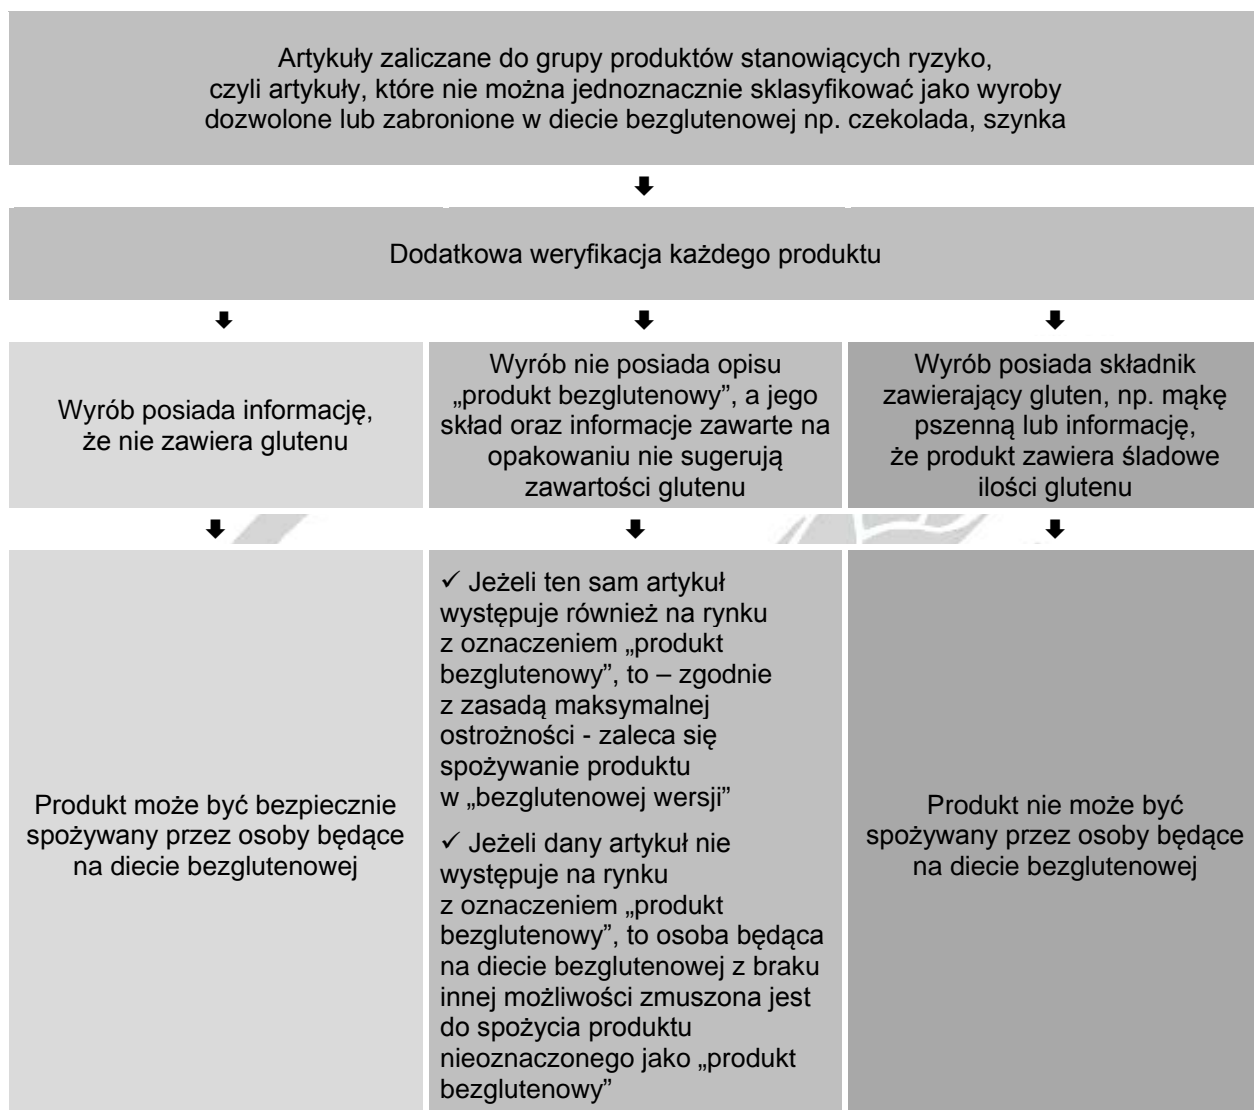 Artykuły zaliczane do grupy produktów stanowiących ryzyko,
czyli artykuły, które nie można jednoznacznie sklasyfikować jako wyroby
dozwolone lub zabronione w diecie bezglutenowej np. czekolada, szynka
Dodatkowa weryfikacja każdego produktu
Wyrób posiada informację,
że nie zawiera glutenu
Wyrób nie posiada opisu
„produkt bezglutenowy”, a jego
skład oraz informacje zawarte na
opakowaniu nie sugerują
zawartości glutenu
Wyrób posiada składnik
zawierający gluten, np. mąkę
pszenną lub informację,
że produkt zawiera śladowe
ilości glutenu
Produkt może być bezpiecznie
spożywany przez osoby będące
na diecie bezglutenowej
✓ Jeżeli ten sam artykuł
występuje również na rynku
z oznaczeniem „produkt
bezglutenowy”, to – zgodnie
z zasadą maksymalnej
ostrożności - zaleca się
spożywanie produktu
w „bezglutenowej wersji”
✓ Jeżeli dany artykuł nie
występuje na rynku
z oznaczeniem „produkt
bezglutenowy”, to osoba będąca
na diecie bezglutenowej z braku
innej możliwości zmuszona jest
do spożycia produktu
nieoznaczonego jako „produkt
bezglutenowy”
Produkt nie może być
spożywany przez osoby będące
na diecie bezglutenowej